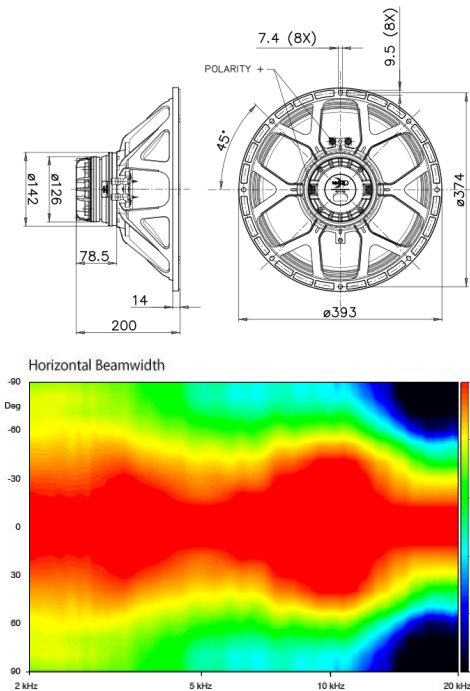 7.4 (8X)
9.5 (8X)
POLARITY +
45°
ø142
ø126
ø374
78.5
14
200
ø393
Horizontal Beamwidth
-90
Deg
-60
-30
0
30
60
90
2 kHz
5 kHz
10 kHz
20 kHz